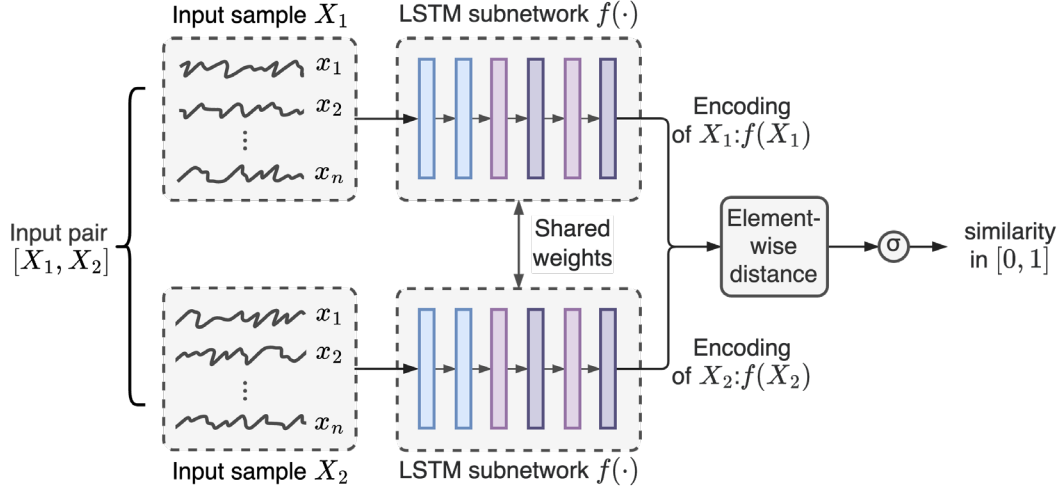 Input sample X₁
x₁
x₂
⋮
xₙ
LSTM subnetwork f(·)
Encoding
of X₁:f(X₁)
Input pair
[X₁, X₂]
Shared
weights
Element-
wise
distance
σ
similarity
in [0, 1]
x₁
x₂
⋮
xₙ
Input sample X₂
LSTM subnetwork f(·)
Encoding
of X₂:f(X₂)